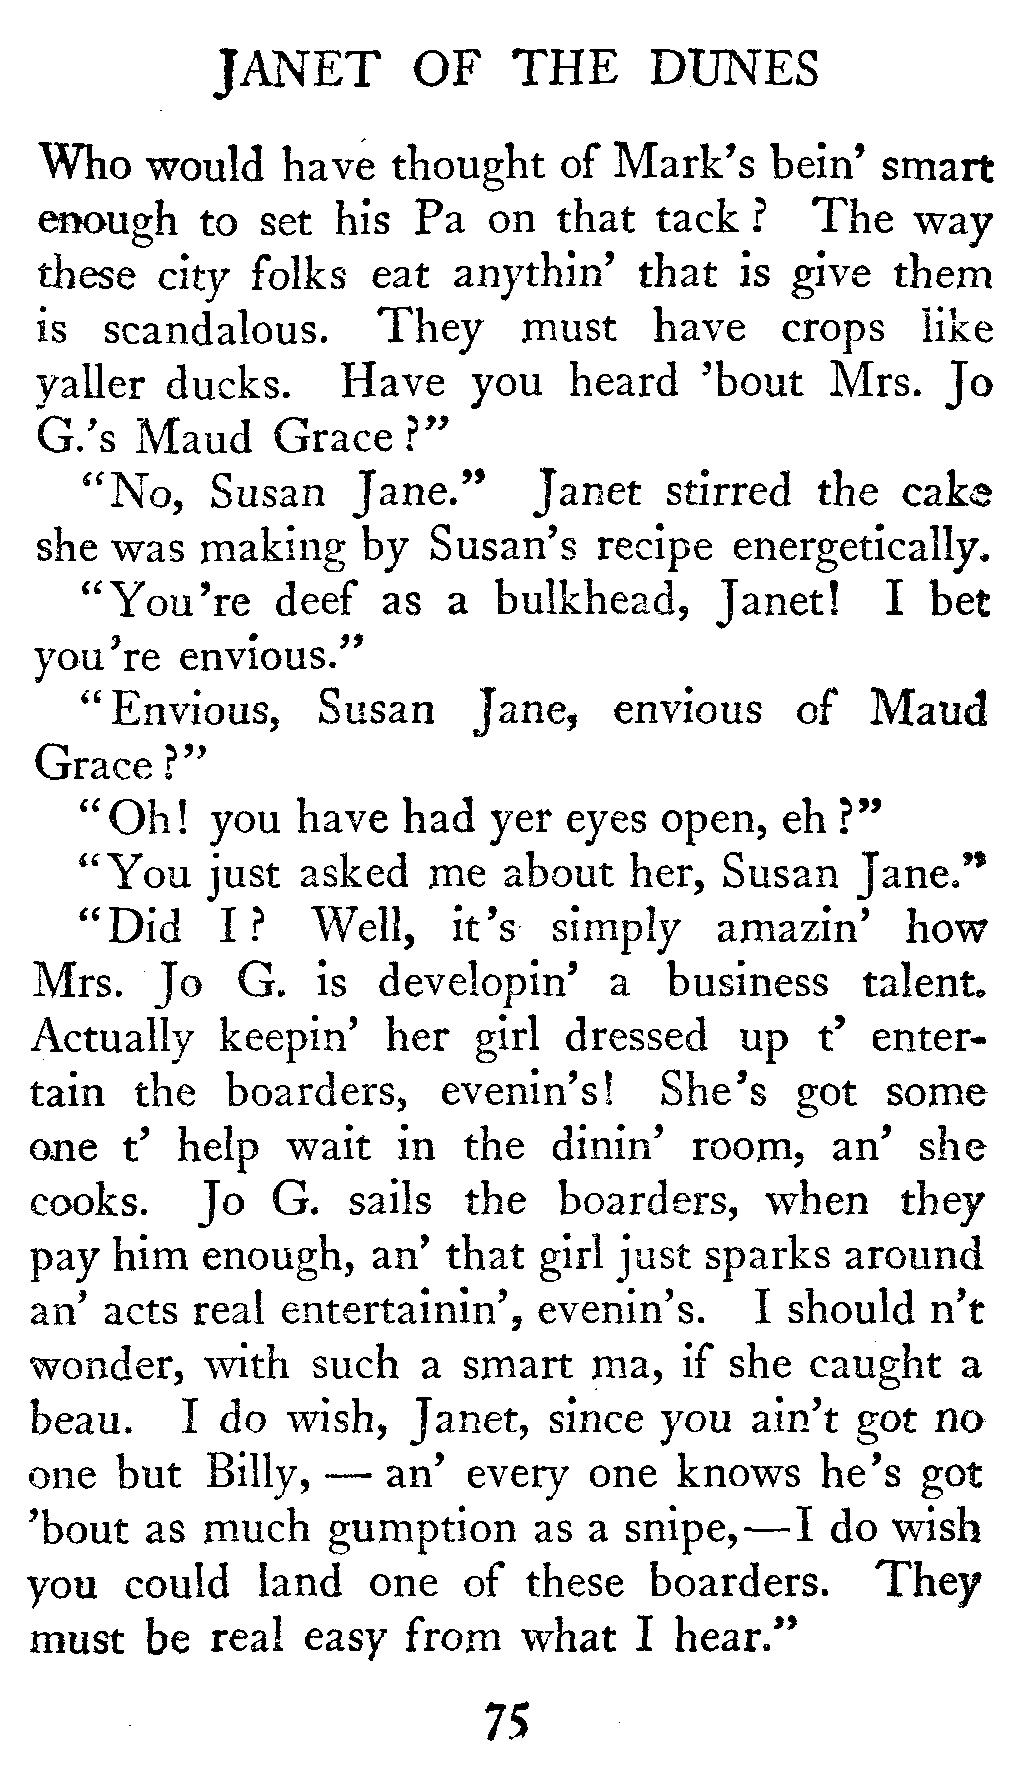 JANET OF THE DUNES
Who would have thought of Mark's bein' smart
enough to set his Pa on that tack? The way
these city folks eat anythin' that is give them
is scandalous. They must have crops like
yaller ducks. Have you heard 'bout Mrs. Jo
G.'s Maud Grace?"
"No, Susan Jane." Janet stirred the cake
she was making by Susan's recipe energetically.
"You're deef as a bulkhead, Janet! I bet
you're envious."
"Envious, Susan Jane, envious of Maud
Grace?"
"Oh! you have had yer eyes open, eh?"
"You just asked me about her, Susan Jane."
"Did I? Well, it's simply amazin' how
Mrs. Jo G. is developin' a business talent.
Actually keepin' her girl dressed up t' enter-
tain the boarders, evenin's! She's got some
one t' help wait in the dinin' room, an' she
cooks. Jo G. sails the boarders, when they
pay him enough, an' that girl just sparks around
an' acts real entertainin', evenin's. I should n't
wonder, with such a smart ma, if she caught a
beau. I do wish, Janet, since you ain't got no
one but Billy, — an' every one knows he's got
'bout as much gumption as a snipe,—I do wish
you could land one of these boarders. They
must be real easy from what I hear."
75